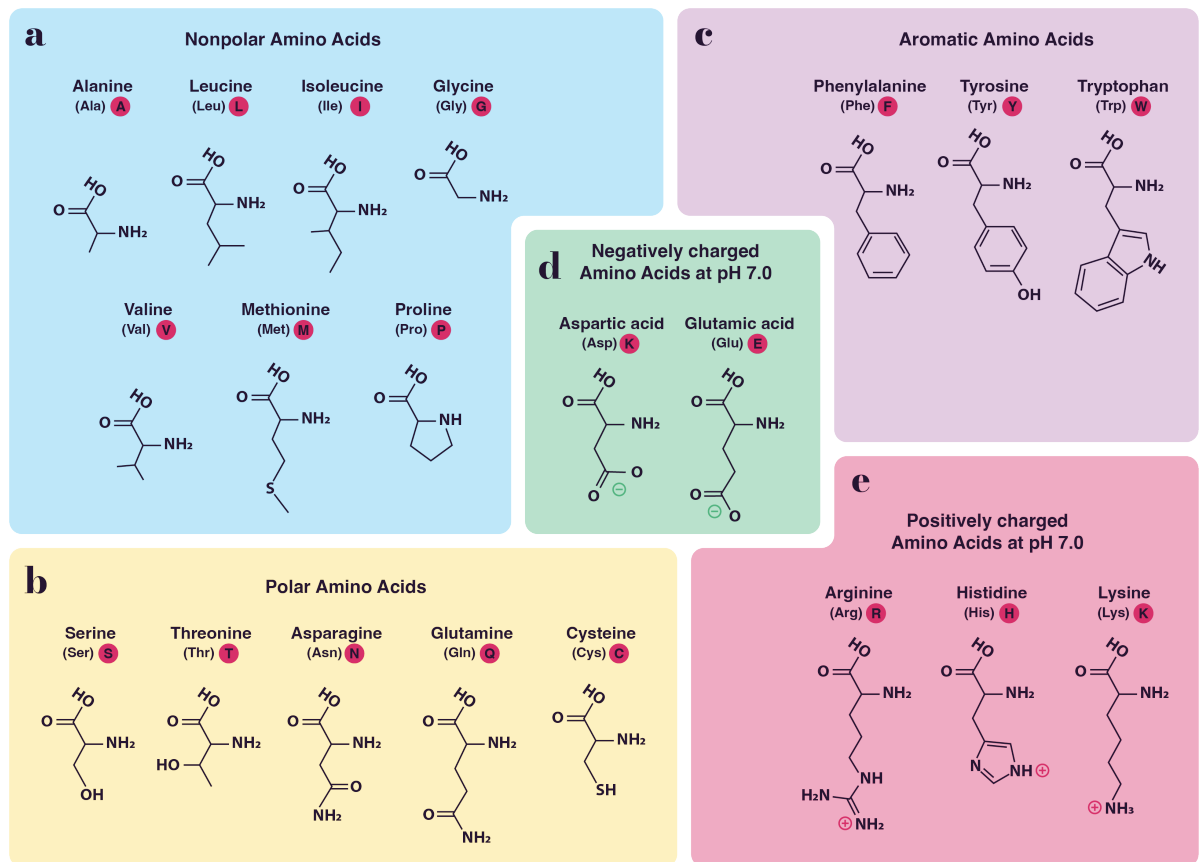 a
Nonpolar Amino Acids
Alanine
(Ala) A
Leucine
(Leu) L
Isoleucine
(Ile) I
Glycine
(Gly) G
HO
O
NH₂
HO
O
NH₂
HO
O
NH₂
HO
O
NH₂
Valine
(Val) V
Methionine
(Met) M
Proline
(Pro) P
HO
O
NH₂
HO
O
NH₂
S
HO
O
NH
b
Polar Amino Acids
Serine
(Ser) S
Threonine
(Thr) T
Asparagine
(Asn) N
Glutamine
(Gln) Q
Cysteine
(Cys) C
HO
O
NH₂
OH
HO
O
NH₂
HO
HO
O
NH₂
O
NH₂
HO
O
NH₂
O
NH₂
HO
O
NH₂
SH
c
Aromatic Amino Acids
Phenylalanine
(Phe) F
Tyrosine
(Tyr) Y
Tryptophan
(Trp) W
HO
O
NH₂
HO
O
NH₂
OH
HO
O
NH₂
NH
d
Negatively charged
Amino Acids at pH 7.0
Aspartic acid
(Asp) K
Glutamic acid
(Glu) E
HO
O
NH₂
O
O
⊖
HO
O
NH₂
O
⊖
O
e
Positively charged
Amino Acids at pH 7.0
Arginine
(Arg) R
Histidine
(His) H
Lysine
(Lys) K
HO
O
NH₂
NH
H₂N
⊕ NH₂
HO
O
NH₂
N
NH ⊕
HO
O
NH₂
⊕ NH₃